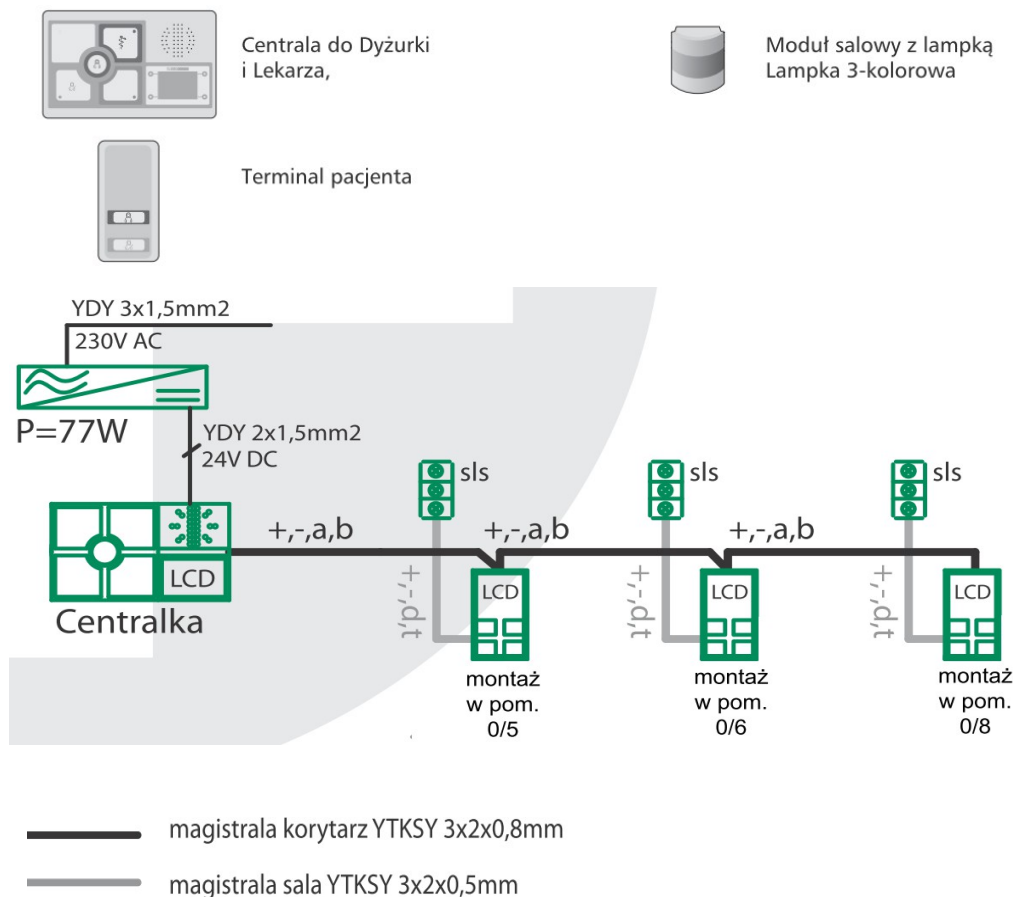 Centrala do Dyżurki
i Lekarza,
Moduł salowy z lampką
Lampka 3-kolorowa
Terminal pacjenta
YDY 3x1,5mm2
230V AC
P=77W
YDY 2x1,5mm2
24V DC
sls
sls
sls
+,-,a,b
+,-,a,b
+,-,a,b
LCD
Centralka
+,-,d,t
LCD
+,-,d,t
LCD
+,-,d,t
LCD
montaż
w pom.
0/5
montaż
w pom.
0/6
montaż
w pom.
0/8
magistrala korytarz YTKSY 3x2x0,8mm
magistrala sala YTKSY 3x2x0,5mm